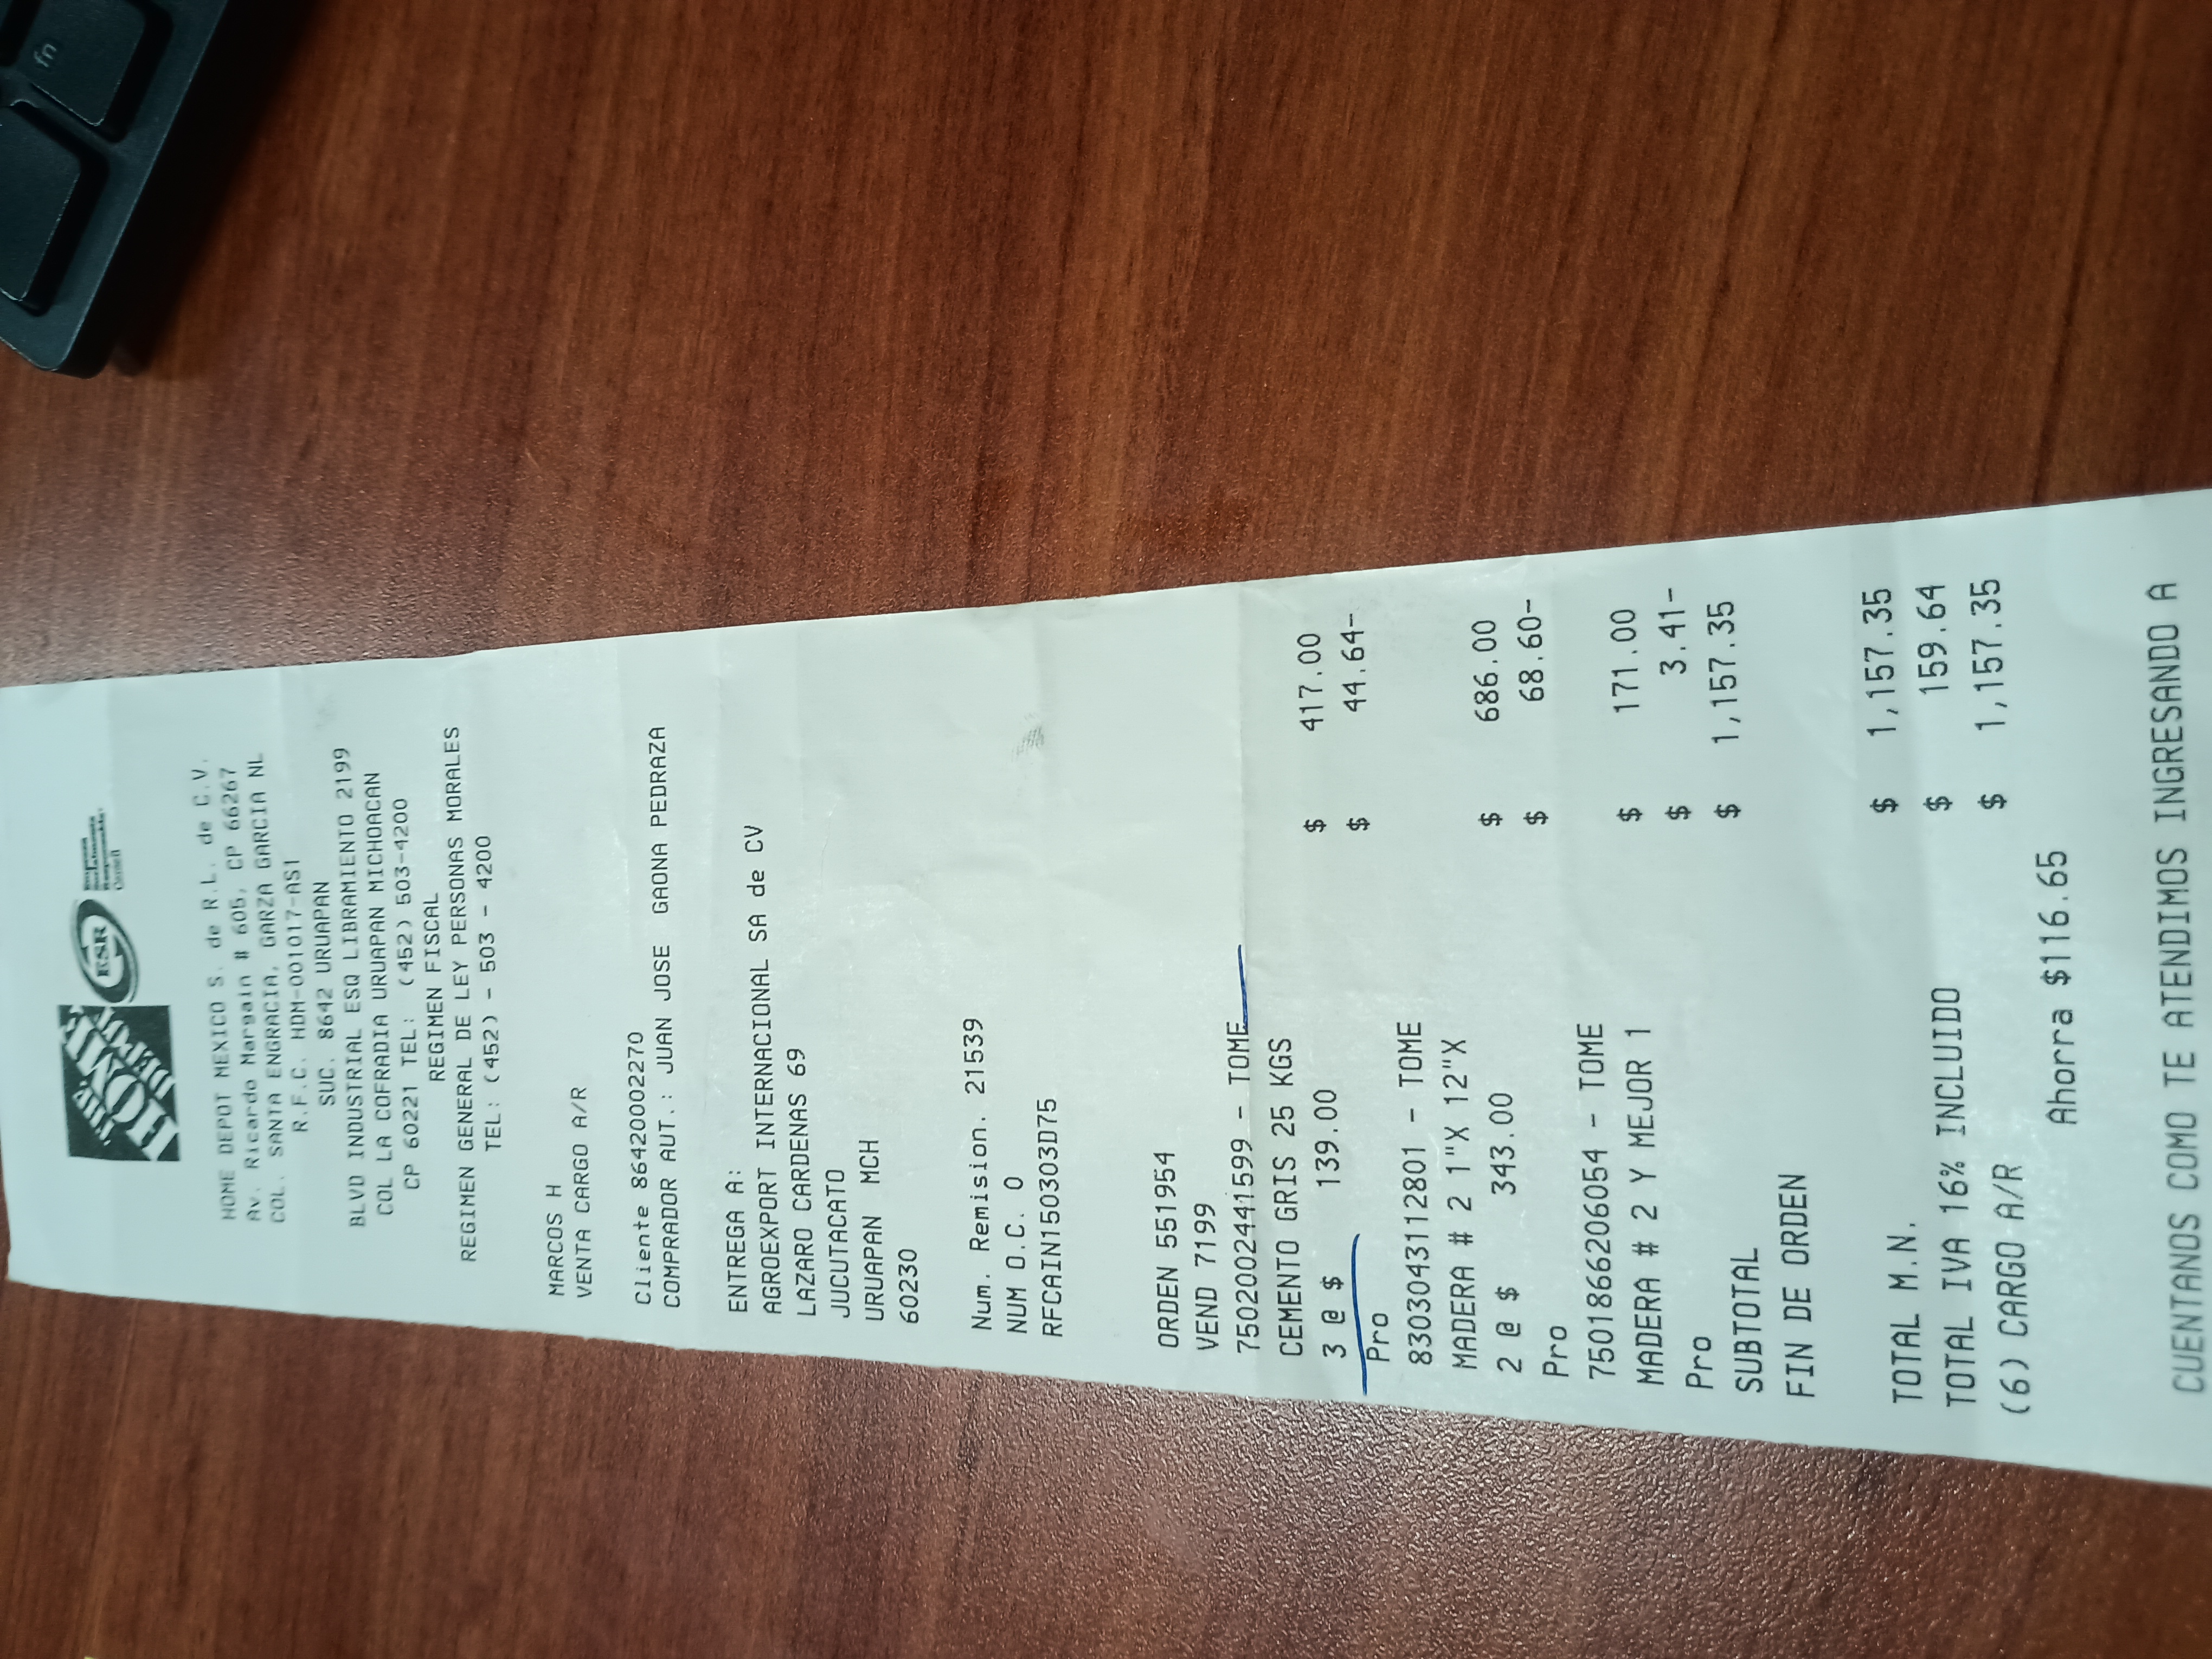 fn
THE HOME DEPOT
ESR
HOME DEPOT MEXICO S. de R.L. de C.V.
Av. Ricardo Margain # 605, CP 66267
COL. SANTA ENGRACIA, GARZA GARCIA NL
R.F.C. HDM-001017-AS1
SUC. 8642 URUAPAN
BLVD INDUSTRIAL ESQ LIBRAMIENTO 2199
COL LA COFRADIA URUAPAN MICHOACAN
CP 60221 TEL: (452) 503-4200
REGIMEN FISCAL
REGIMEN GENERAL DE LEY PERSONAS MORALES
TEL: (452) - 503 - 4200
MARCOS H
VENTA CARGO A/R
Cliente 86420002270
COMPRADOR AUT.: JUAN JOSE GAONA PEDRAZA
ENTREGA A:
AGROEXPORT INTERNACIONAL SA de CV
LAZARO CARDENAS 69
JUCUTACATO
URUAPAN MCH
60230
Num. Remision. 21539
NUM O.C. 0
RFCAIN150303D75
ORDEN 551954
VEND 7199
7502002441599 - TOME
CEMENTO GRIS 25 KGS
3 @ $ 139.00 $ 417.00
$ 44.64-
Pro
8303043112801 - TOME
MADERA # 2 1"X 12"X
2 @ $ 343.00 $ 686.00
$ 68.60-
Pro
7501866206054 - TOME
MADERA # 2 Y MEJOR 1 $ 171.00
$ 3.41-
Pro
SUBTOTAL $ 1,157.35
FIN DE ORDEN
TOTAL M.N. $ 1,157.35
TOTAL IVA 16% INCLUIDO $ 159.64
(6) CARGO A/R $ 1,157.35
Ahorra $116.65
CUENTANOS COMO TE ATENDIMOS INGRESANDO A